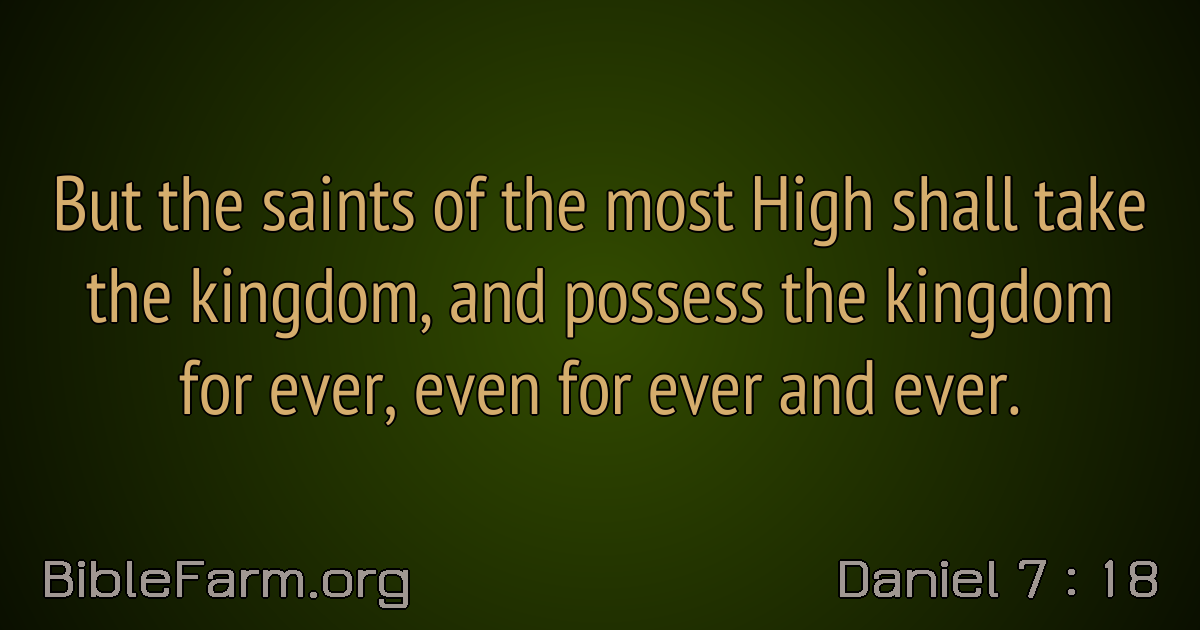 But the saints of the most High shall take
the kingdom, and possess the kingdom
for ever, even for ever and ever.
BibleFarm.org
Daniel 7 : 18